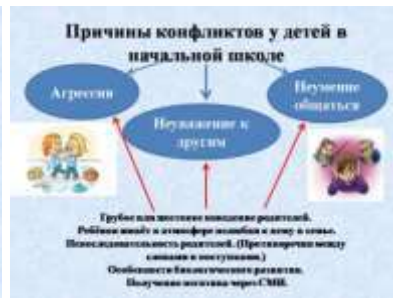 Причины конфликтов у детей в
начальной школе
Агрессия
Неумение
общаться
Неуважение к
другим
Грубое или жестокое поведение родителей.
Ребёнок живёт в атмосфере нелюбви к нему в семье.
Непоследовательность родителей. (Противоречия между
словами и поступками.)
Особенности биологического развития.
Получение негатива через СМИ.